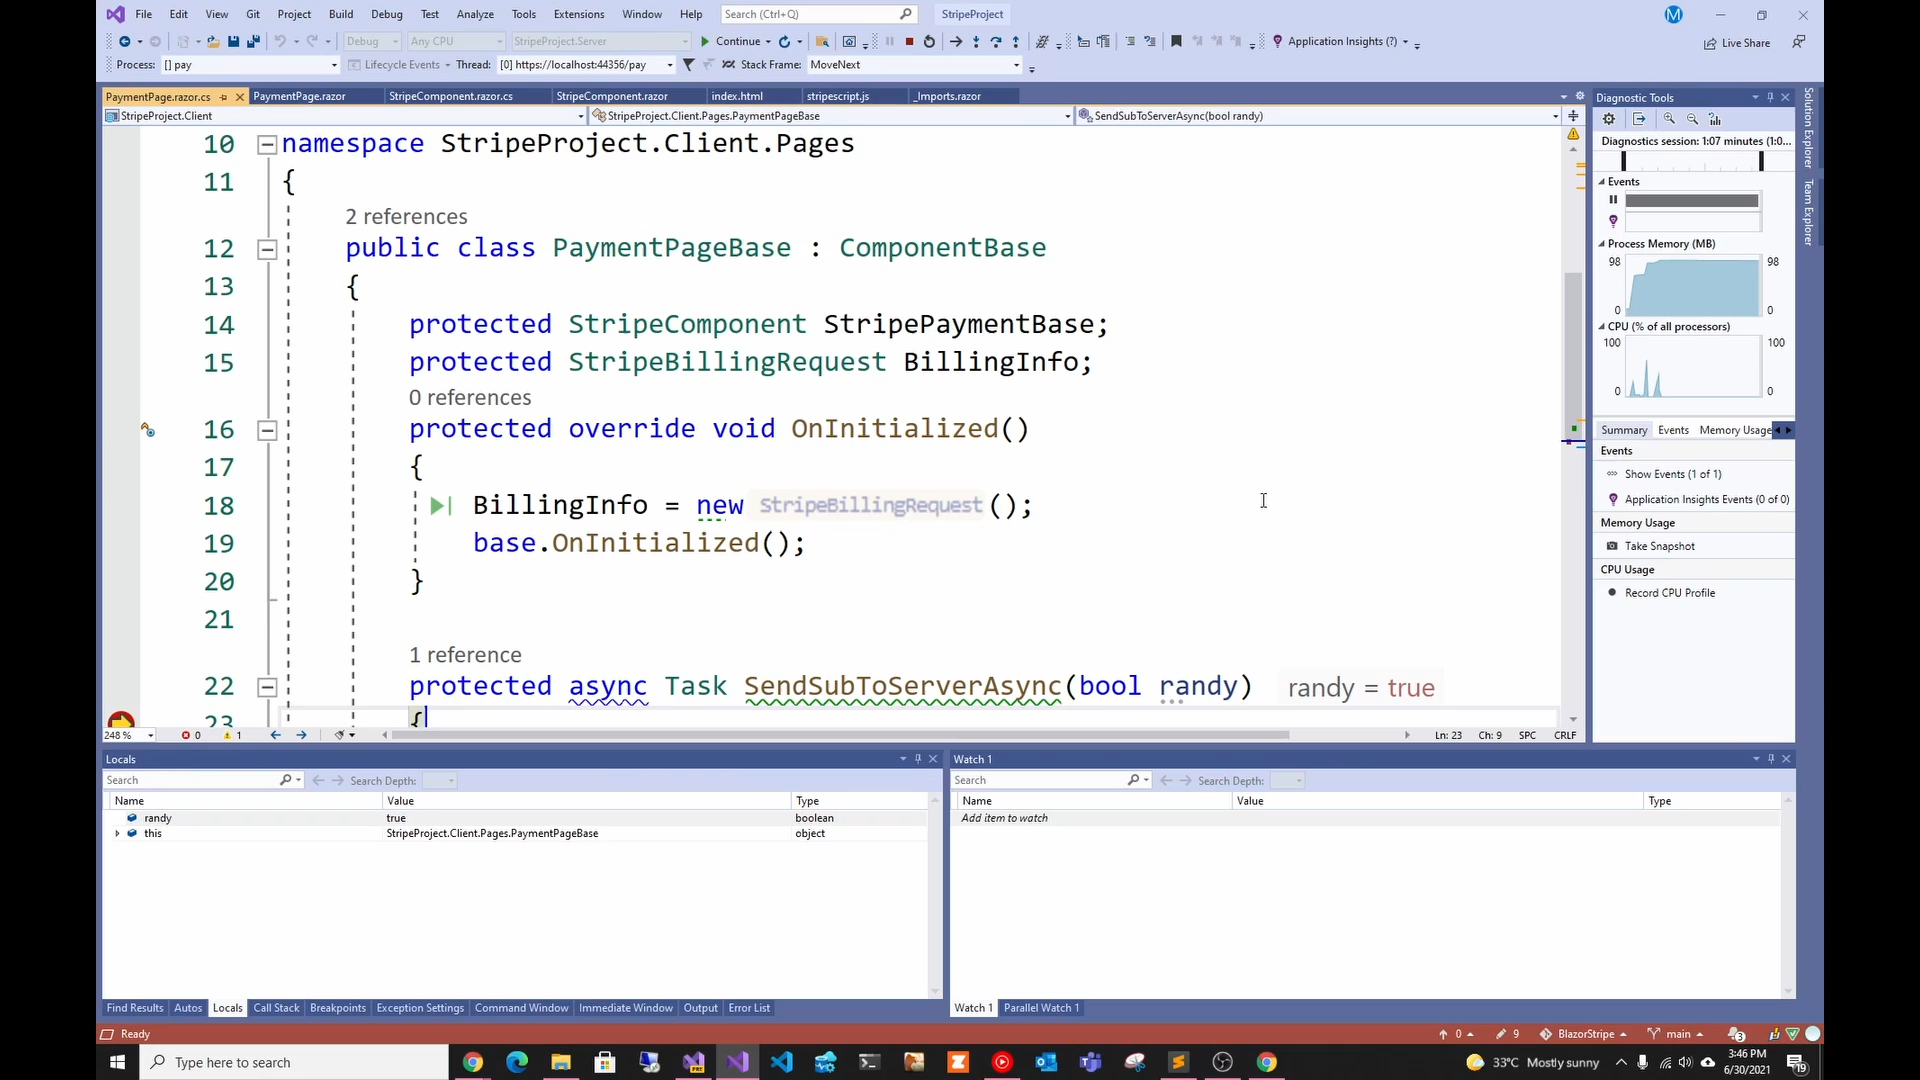 File Edit View Git Project Build Debug Test Analyze Tools Extensions Window Help Search (Ctrl+Q) StripeProject M
Debug Any CPU StripeProject.Server Continue Application Insights (?) Live Share
Process: [] pay Lifecycle Events Thread: [0] https://localhost:44356/pay Stack Frame: MoveNext
PaymentPage.razor.cs PaymentPage.razor StripeComponent.razor.cs StripeComponent.razor index.html stripescript.js _Imports.razor
StripeProject.Client StripeProject.Client.Pages.PaymentPageBase SendSubToServerAsync(bool randy)
10 namespace StripeProject.Client.Pages
11 {
2 references
12 public class PaymentPageBase : ComponentBase
13 {
14 protected StripeComponent StripePaymentBase;
15 protected StripeBillingRequest BillingInfo;
0 references
16 protected override void OnInitialized()
17 {
18 BillingInfo = new StripeBillingRequest();
19 base.OnInitialized();
20 }
21
1 reference
22 protected async Task SendSubToServerAsync(bool randy) randy = true
23 {
248 % 0 1 Ln: 23 Ch: 9 SPC CRLF
Diagnostic Tools
Diagnostics session: 1:07 minutes (1:0...
Events
Process Memory (MB)
98 98
0 0
CPU (% of all processors)
100 100
0 0
Summary Events Memory Usage
Events
Show Events (1 of 1)
Application Insights Events (0 of 0)
Memory Usage
Take Snapshot
CPU Usage
Record CPU Profile
Solution Explorer
Team Explorer
Locals
Search Search Depth:
Name Value Type
randy true boolean
this StripeProject.Client.Pages.PaymentPageBase object
Find Results Autos Locals Call Stack Breakpoints Exception Settings Command Window Immediate Window Output Error List
Watch 1
Search Search Depth:
Name Value Type
Add item to watch
Watch 1 Parallel Watch 1
Ready 0 9 BlazorStripe main 3
Type here to search 33°C Mostly sunny 3:46 PM
6/30/2021 19